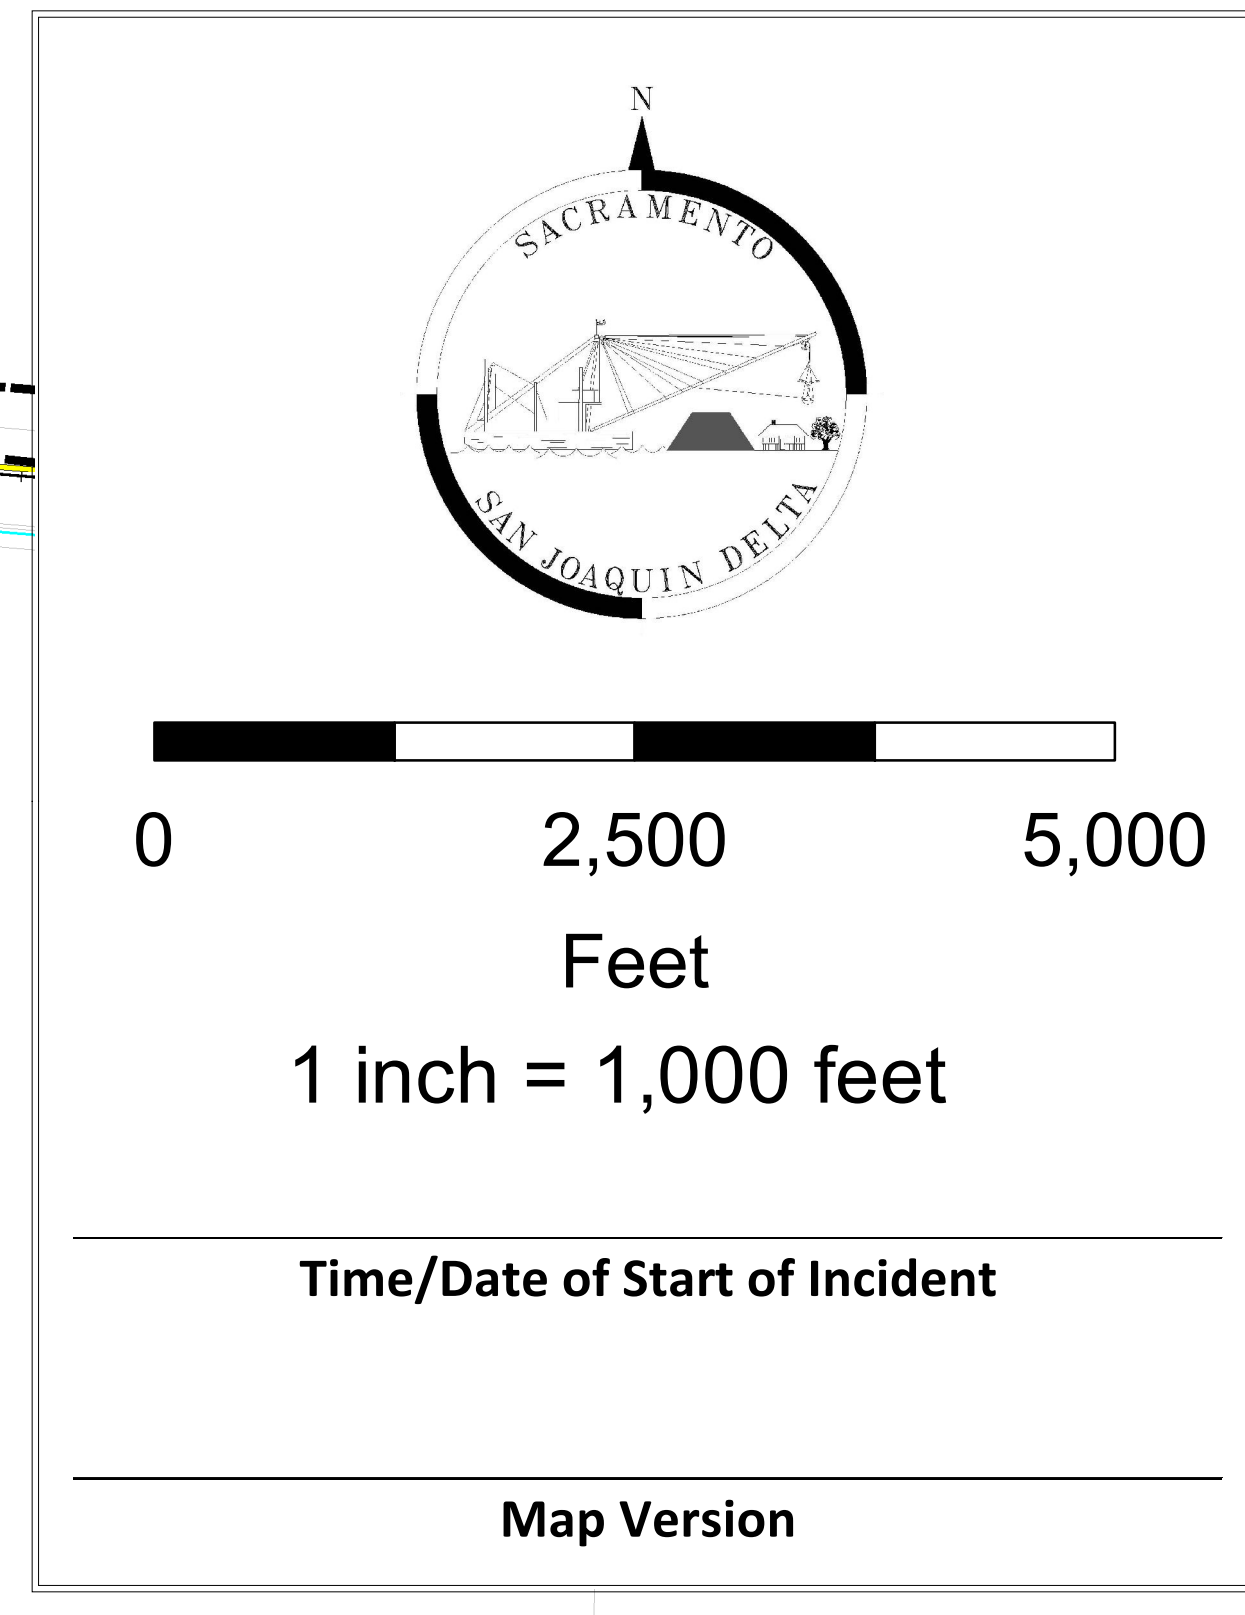 N
SACRAMENTO
SAN JOAQUIN DELTA
0 2,500 5,000
Feet
1 inch = 1,000 feet
Time/Date of Start of Incident
Map Version